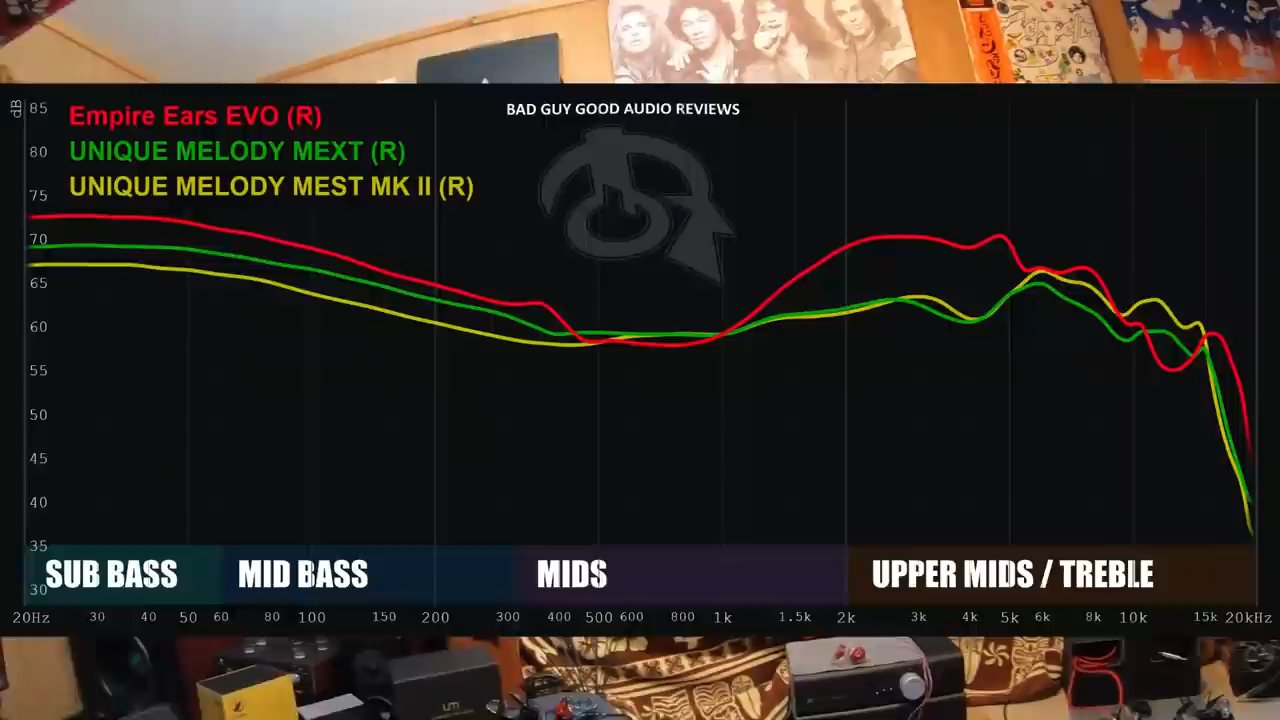 dB
85
Empire Ears EVO (R)
BAD GUY GOOD AUDIO REVIEWS
80
UNIQUE MELODY MEXT (R)
75
UNIQUE MELODY MEST MK II (R)
70
65
60
55
50
45
40
35
30
SUB BASS
MID BASS
MIDS
UPPER MIDS / TREBLE
20Hz 30 40 50 60 80 100 150 200 300 400 500 600 800 1k 1.5k 2k 3k 4k 5k 6k 8k 10k 15k 20kHz
um